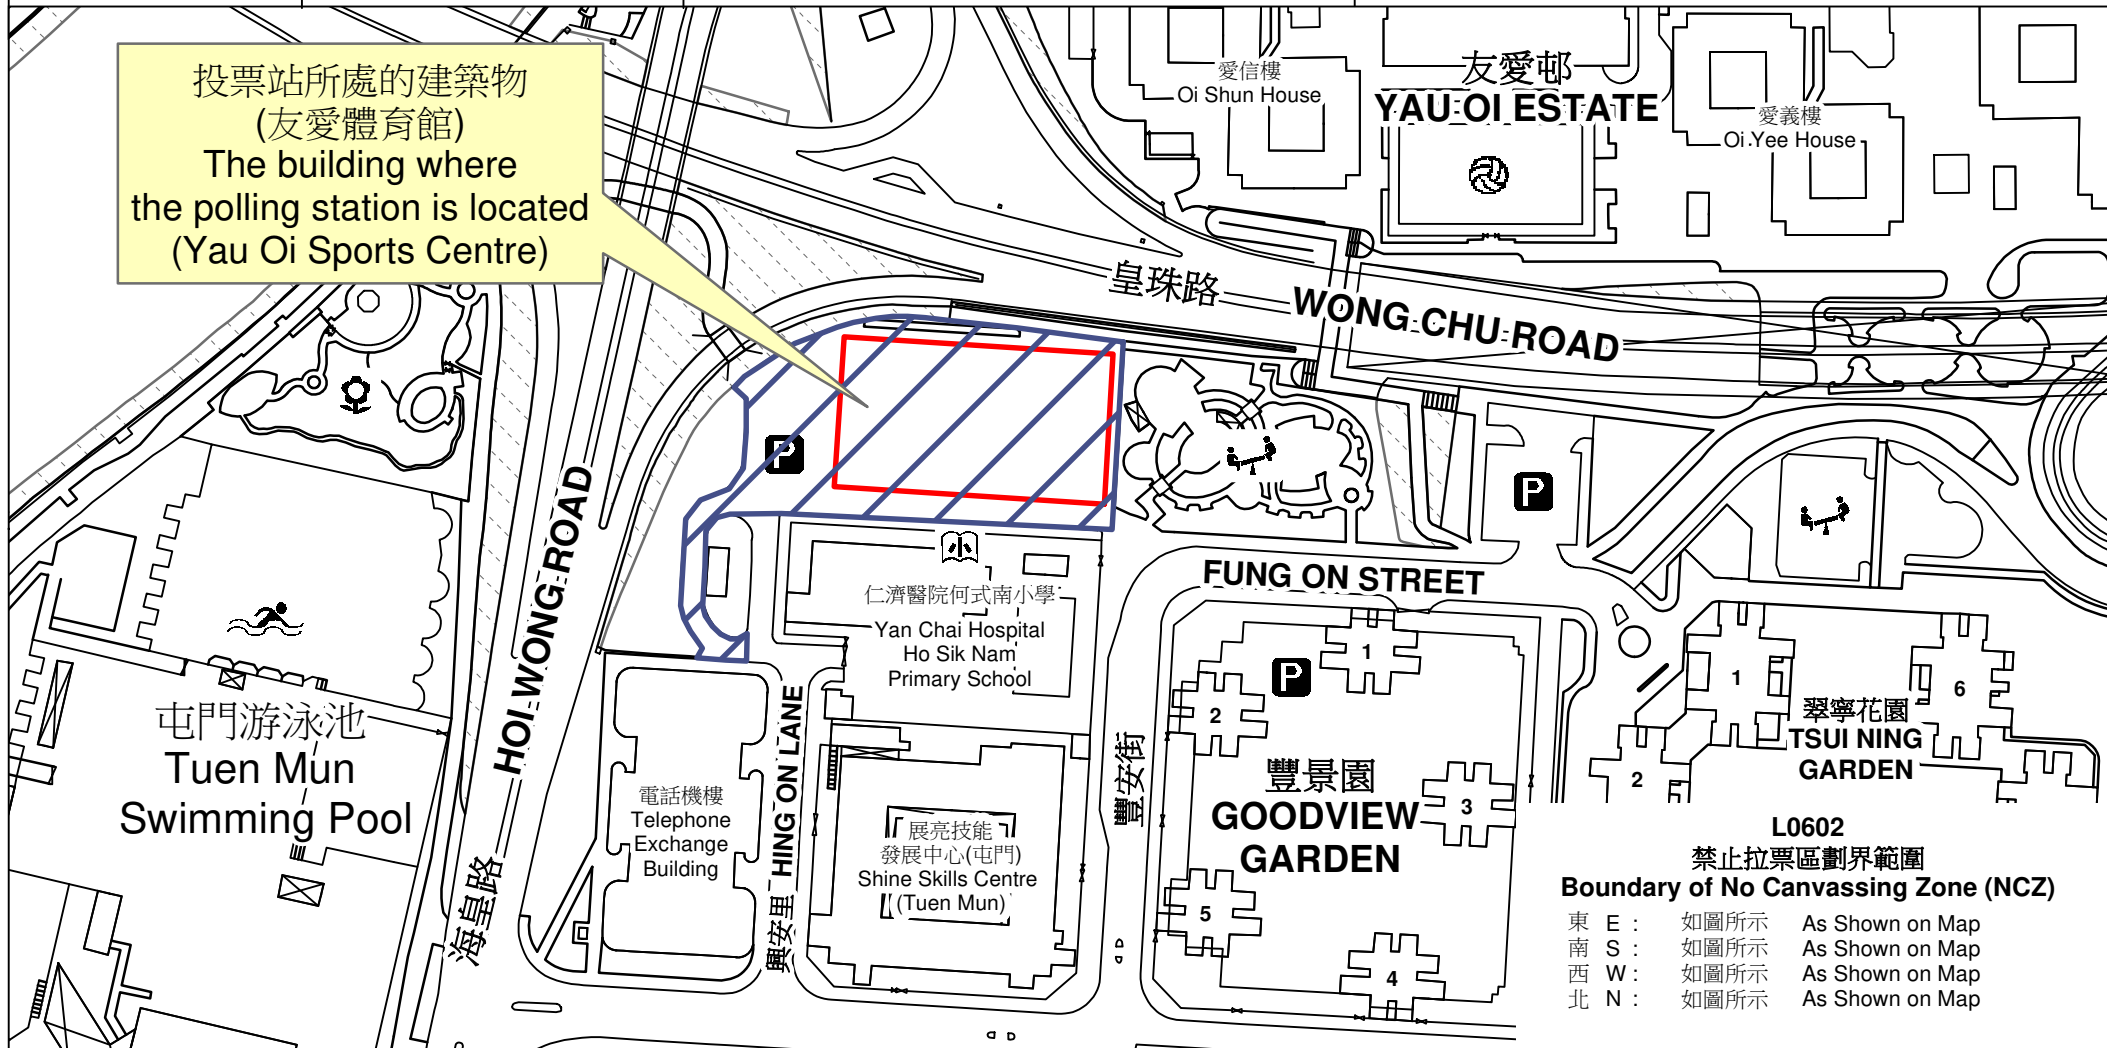 投票站所處的建築物
(友愛體育館)
The building where
the polling station is located
(Yau Oi Sports Centre)
愛信樓
Oi Shun House
友愛邨
YAU OI ESTATE
愛義樓
Oi Yee House
皇珠路
WONG CHU ROAD
P
P
小
仁濟醫院何式南小學
Yan Chai Hospital
Ho Sik Nam
Primary School
FUNG ON STREET
HOI WONG ROAD
海皇路
屯門游泳池
Tuen Mun
Swimming Pool
電話機樓
Telephone
Exchange
Building
HING ON LANE
興安里
展亮技能
發展中心(屯門)
Shine Skills Centre
(Tuen Mun)
豐安街
P
1
2
3
4
5
豐景園
GOODVIEW
GARDEN
1
2
6
翠寧花園
TSUI NING
GARDEN
L0602
禁止拉票區劃界範圍
Boundary of No Canvassing Zone (NCZ)
東 E : 如圖所示 As Shown on Map
南 S : 如圖所示 As Shown on Map
西 W : 如圖所示 As Shown on Map
北 N : 如圖所示 As Shown on Map